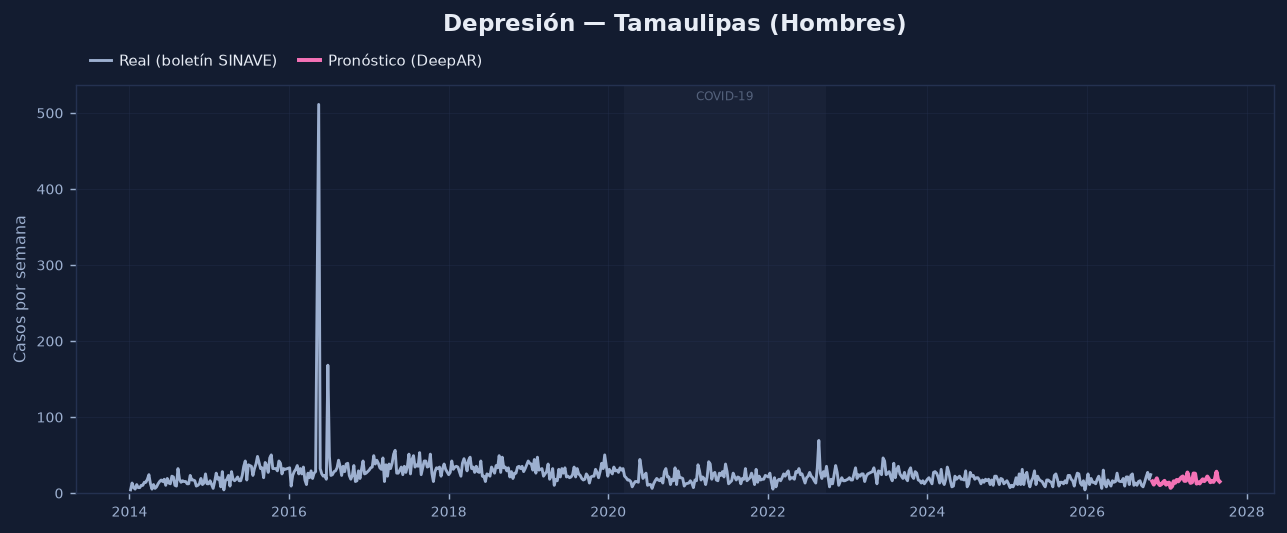 Depresión — Tamaulipas (Hombres)
Real (boletín SINAVE)
Pronóstico (DeepAR)
COVID-19
Casos por semana
500
400
300
200
100
0
2014
2016
2018
2020
2022
2024
2026
2028